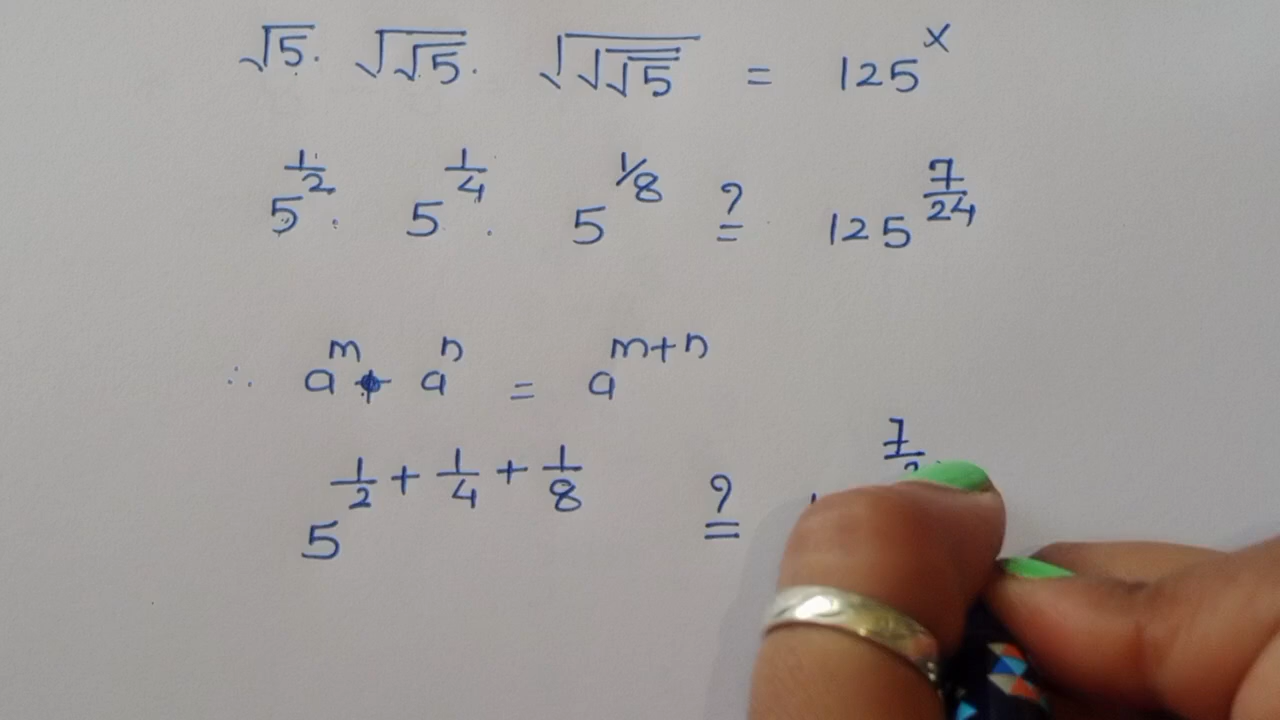 √5. √√5. √√√5 = 125^x
5^(1/2). 5^(1/4). 5^(1/8) ?= 125^(7/24)
∴ a^m · a^n = a^(m+n)
5^(1/2 + 1/4 + 1/8) ?= 7